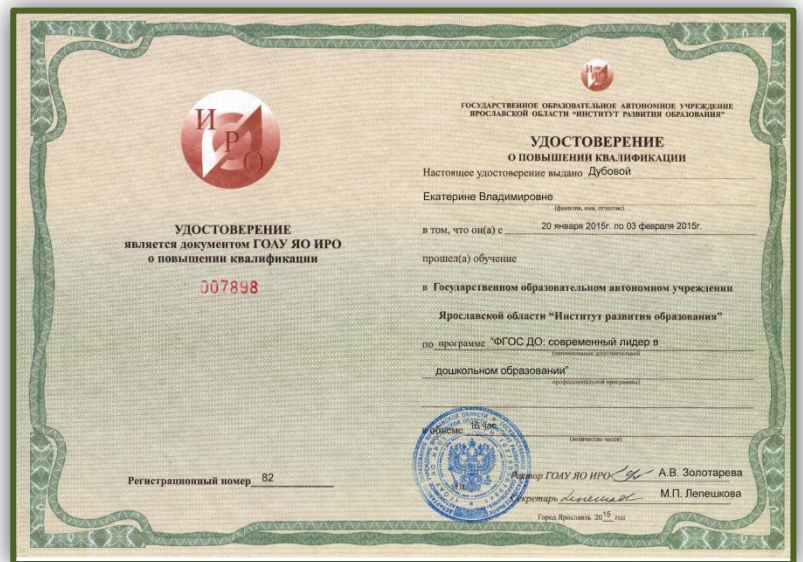 ИРО
УДОСТОВЕРЕНИЕ
является документом ГОАУ ЯО ИРО
о повышении квалификации
007898
Регистрационный номер 82
ИРО
ГОСУДАРСТВЕННОЕ ОБРАЗОВАТЕЛЬНОЕ АВТОНОМНОЕ УЧРЕЖДЕНИЕ
ЯРОСЛАВСКОЙ ОБЛАСТИ "ИНСТИТУТ РАЗВИТИЯ ОБРАЗОВАНИЯ"
УДОСТОВЕРЕНИЕ
О ПОВЫШЕНИИ КВАЛИФИКАЦИИ
Настоящее удостоверение выдано Дубовой
Екатерине Владимировне
(фамилия, имя, отчество)
в том, что он(а) с 20 января 2015г. по 03 февраля 2015г.
прошел(а) обучение
в Государственном образовательном автономном учреждении
Ярославской области "Институт развития образования"
по программе "ФГОС ДО: современный лидер в
(наименование дополнительной
дошкольном образовании"
профессиональной программы)
в объеме 16 час.
(количество часов)
Ректор ГОАУ ЯО ИРО А.В. Золотарева
Секретарь М.П. Лепешкова
Город Ярославль 2015 год